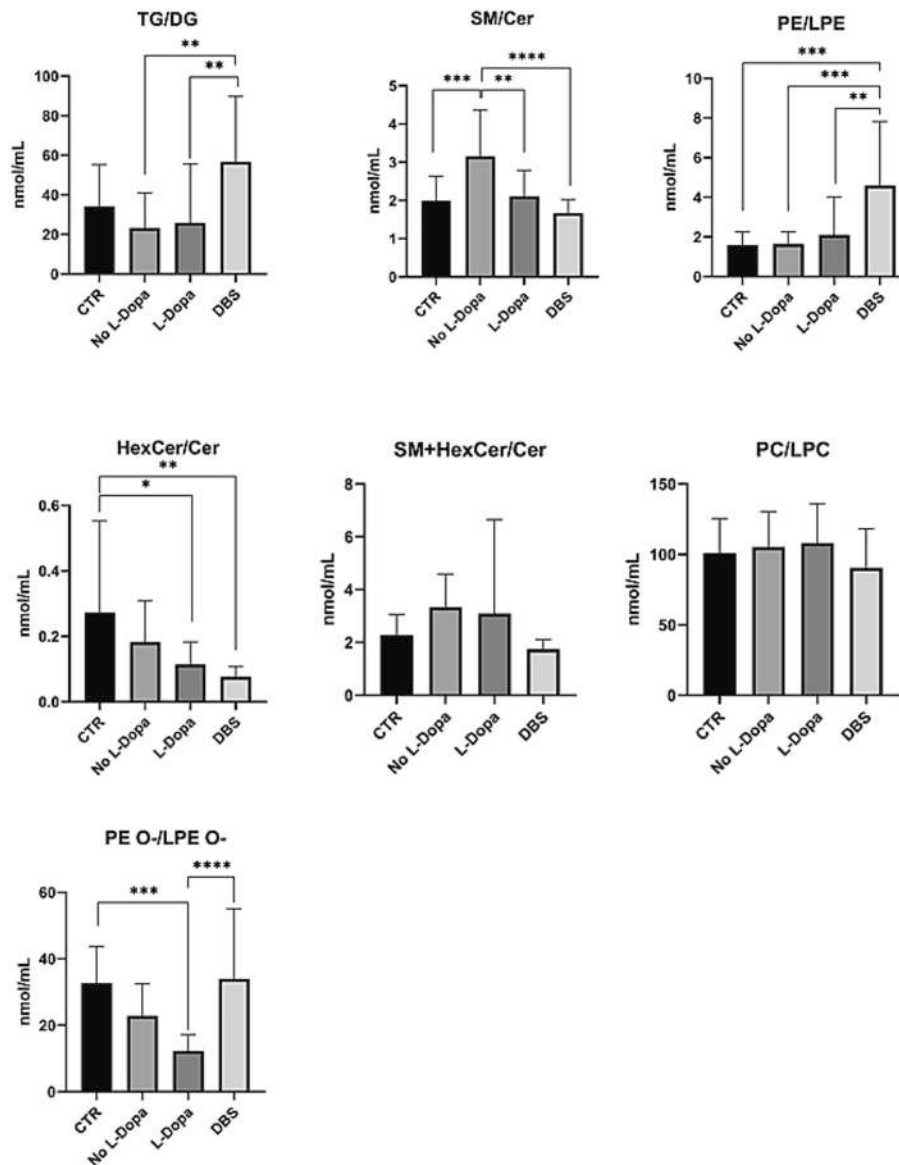 TG/DG
**
**
100
80
60
40
20
0
nmol/mL
CTR
No L-Dopa
L-Dopa
DBS
SM/Cer
****
*** **
5
4
3
2
1
0
nmol/mL
CTR
No L-Dopa
L-Dopa
DBS
PE/LPE
***
***
**
10
8
6
4
2
0
nmol/mL
CTR
No L-Dopa
L-Dopa
DBS
HexCer/Cer
**
*
0.6
0.4
0.2
0.0
nmol/mL
CTR
No L-Dopa
L-Dopa
DBS
SM+HexCer/Cer
8
6
4
2
0
nmol/mL
CTR
No L-Dopa
L-Dopa
DBS
PC/LPC
150
100
50
0
nmol/mL
CTR
No L-Dopa
L-Dopa
DBS
PE O-/LPE O-
****
***
60
40
20
0
nmol/mL
CTR
No L-Dopa
L-Dopa
DBS